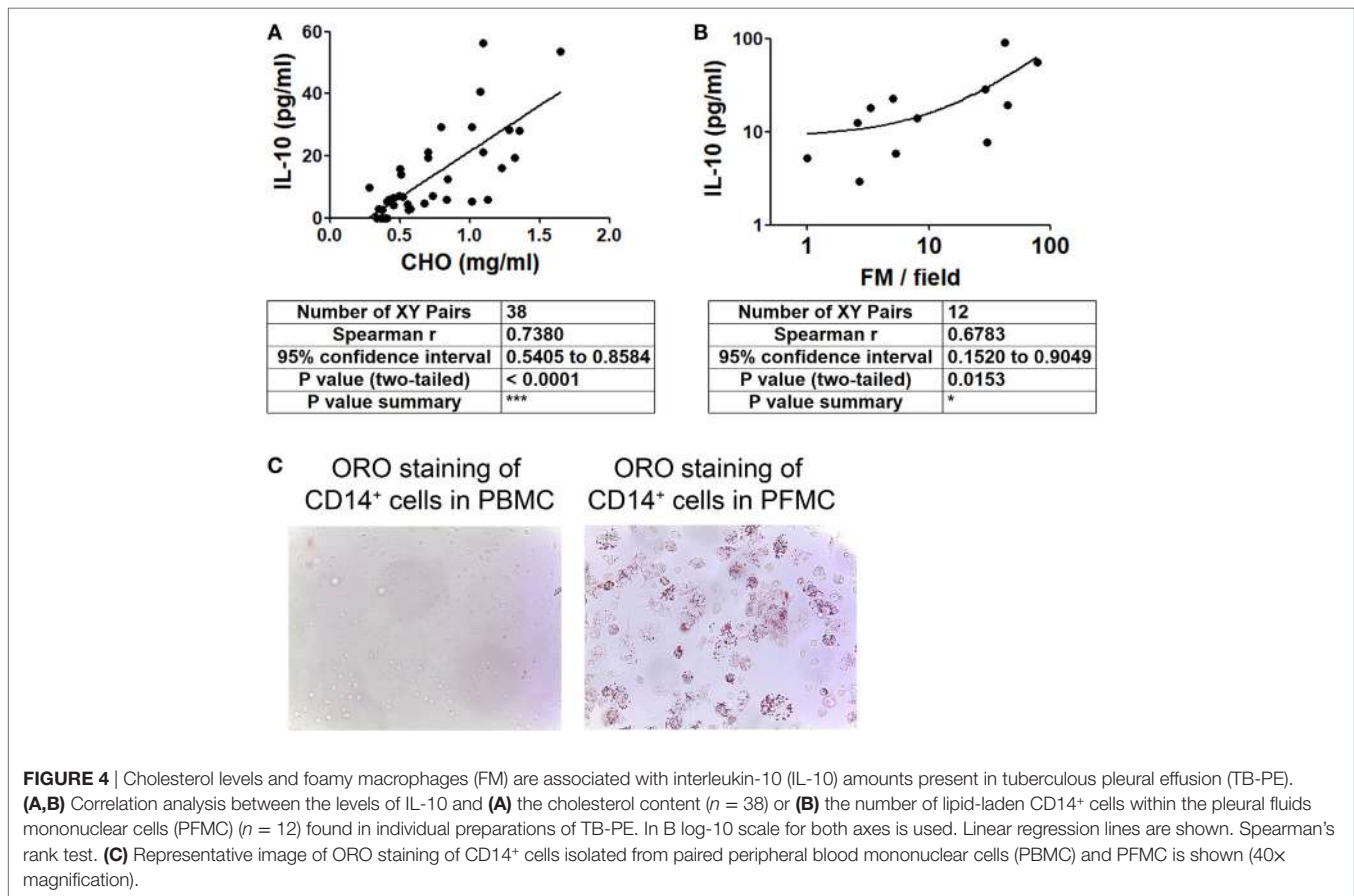 A
60
40
20
0
IL-10 (pg/ml)
0.0 0.5 1.0 1.5 2.0
CHO (mg/ml)
Number of XY Pairs 38
Spearman r 0.7380
95% confidence interval 0.5405 to 0.8584
P value (two-tailed) < 0.0001
P value summary ***
B
100
10
1
IL-10 (pg/ml)
1 10 100
FM / field
Number of XY Pairs 12
Spearman r 0.6783
95% confidence interval 0.1520 to 0.9049
P value (two-tailed) 0.0153
P value summary *
C
ORO staining of
CD14⁺ cells in PBMC
ORO staining of
CD14⁺ cells in PFMC
FIGURE 4 | Cholesterol levels and foamy macrophages (FM) are associated with interleukin-10 (IL-10) amounts present in tuberculous pleural effusion (TB-PE).
(A,B) Correlation analysis between the levels of IL-10 and (A) the cholesterol content (n = 38) or (B) the number of lipid-laden CD14⁺ cells within the pleural fluids
mononuclear cells (PFMC) (n = 12) found in individual preparations of TB-PE. In B log-10 scale for both axes is used. Linear regression lines are shown. Spearman's
rank test. (C) Representative image of ORO staining of CD14⁺ cells isolated from paired peripheral blood mononuclear cells (PBMC) and PFMC is shown (40×
magnification).